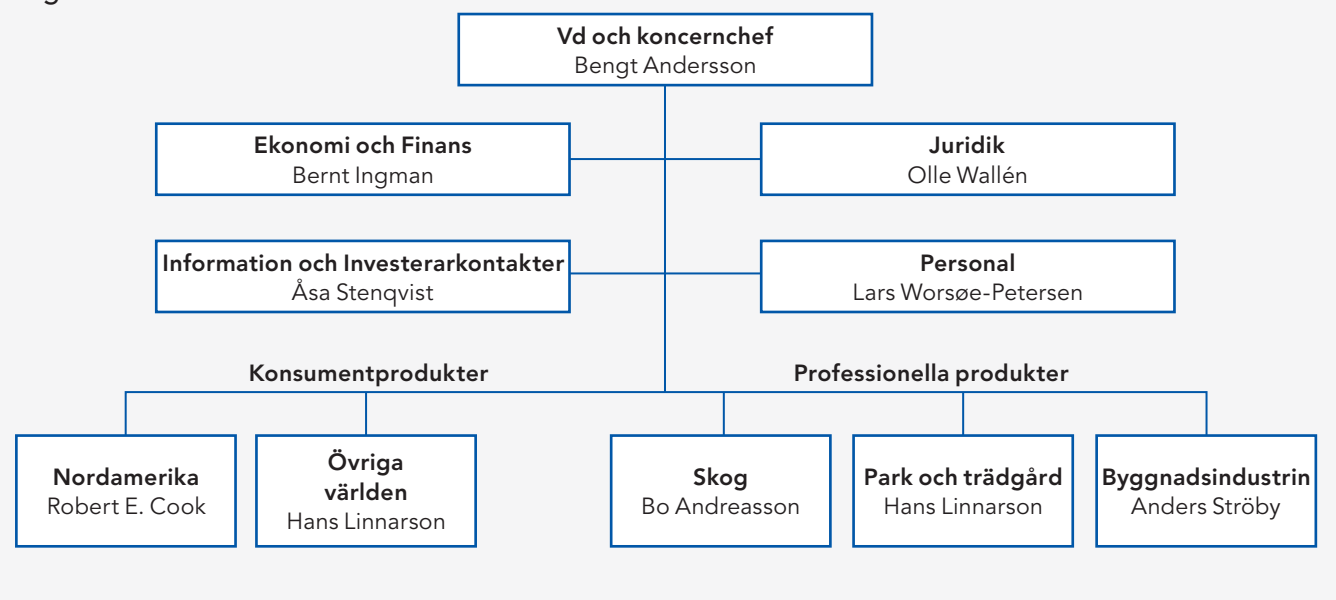 Vd och koncernchef
Bengt Andersson
Ekonomi och Finans
Bernt Ingman
Juridik
Olle Wallén
Information och Investerarkontakter
Åsa Stenqvist
Personal
Lars Worsøe-Petersen
Konsumentprodukter
Professionella produkter
Nordamerika
Robert E. Cook
Övriga
världen
Hans Linnarson
Skog
Bo Andreasson
Park och trädgård
Hans Linnarson
Byggnadsindustrin
Anders Ströby